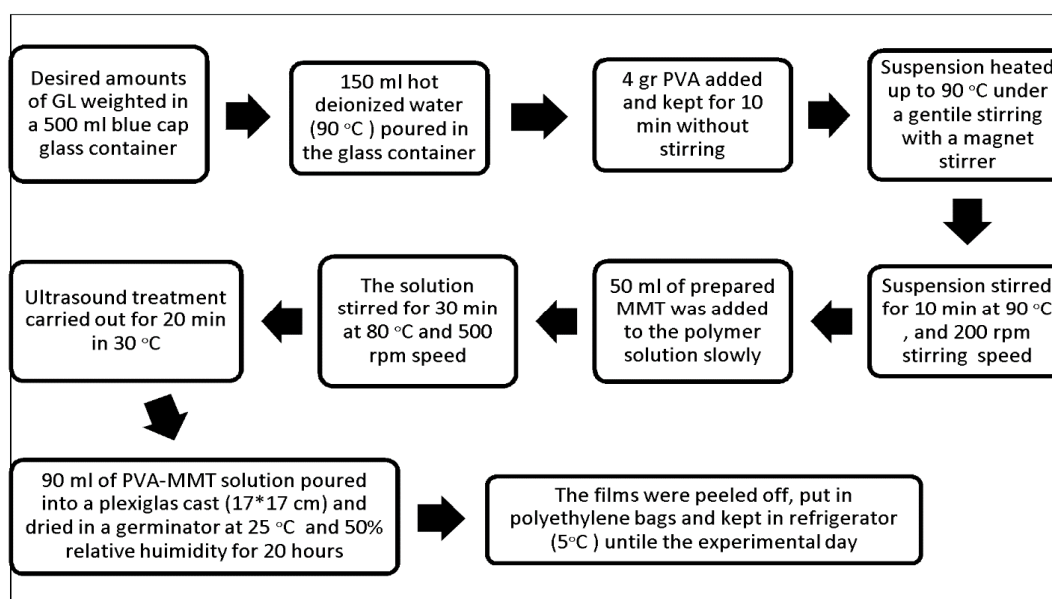 Desired amounts
of GL weighted in
a 500 ml blue cap
glass container
150 ml hot
deionized water
(90 °C ) poured in
the glass container
4 gr PVA added
and kept for 10
min without
stirring
Suspension heated
up to 90 °C under
a gentile stirring
with a magnet
stirrer
Suspension stirred
for 10 min at 90 °C
, and 200 rpm
stirring speed
50 ml of prepared
MMT was added
to the polymer
solution slowly
The solution
stirred for 30 min
at 80 °C and 500
rpm speed
Ultrasound treatment
carried out for 20 min
in 30 °C
90 ml of PVA-MMT solution poured
into a plexiglas cast (17*17 cm) and
dried in a germinator at 25 °C and 50%
relative huimidity for 20 hours
The films were peeled off, put in
polyethylene bags and kept in refrigerator
(5°C ) untile the experimental day